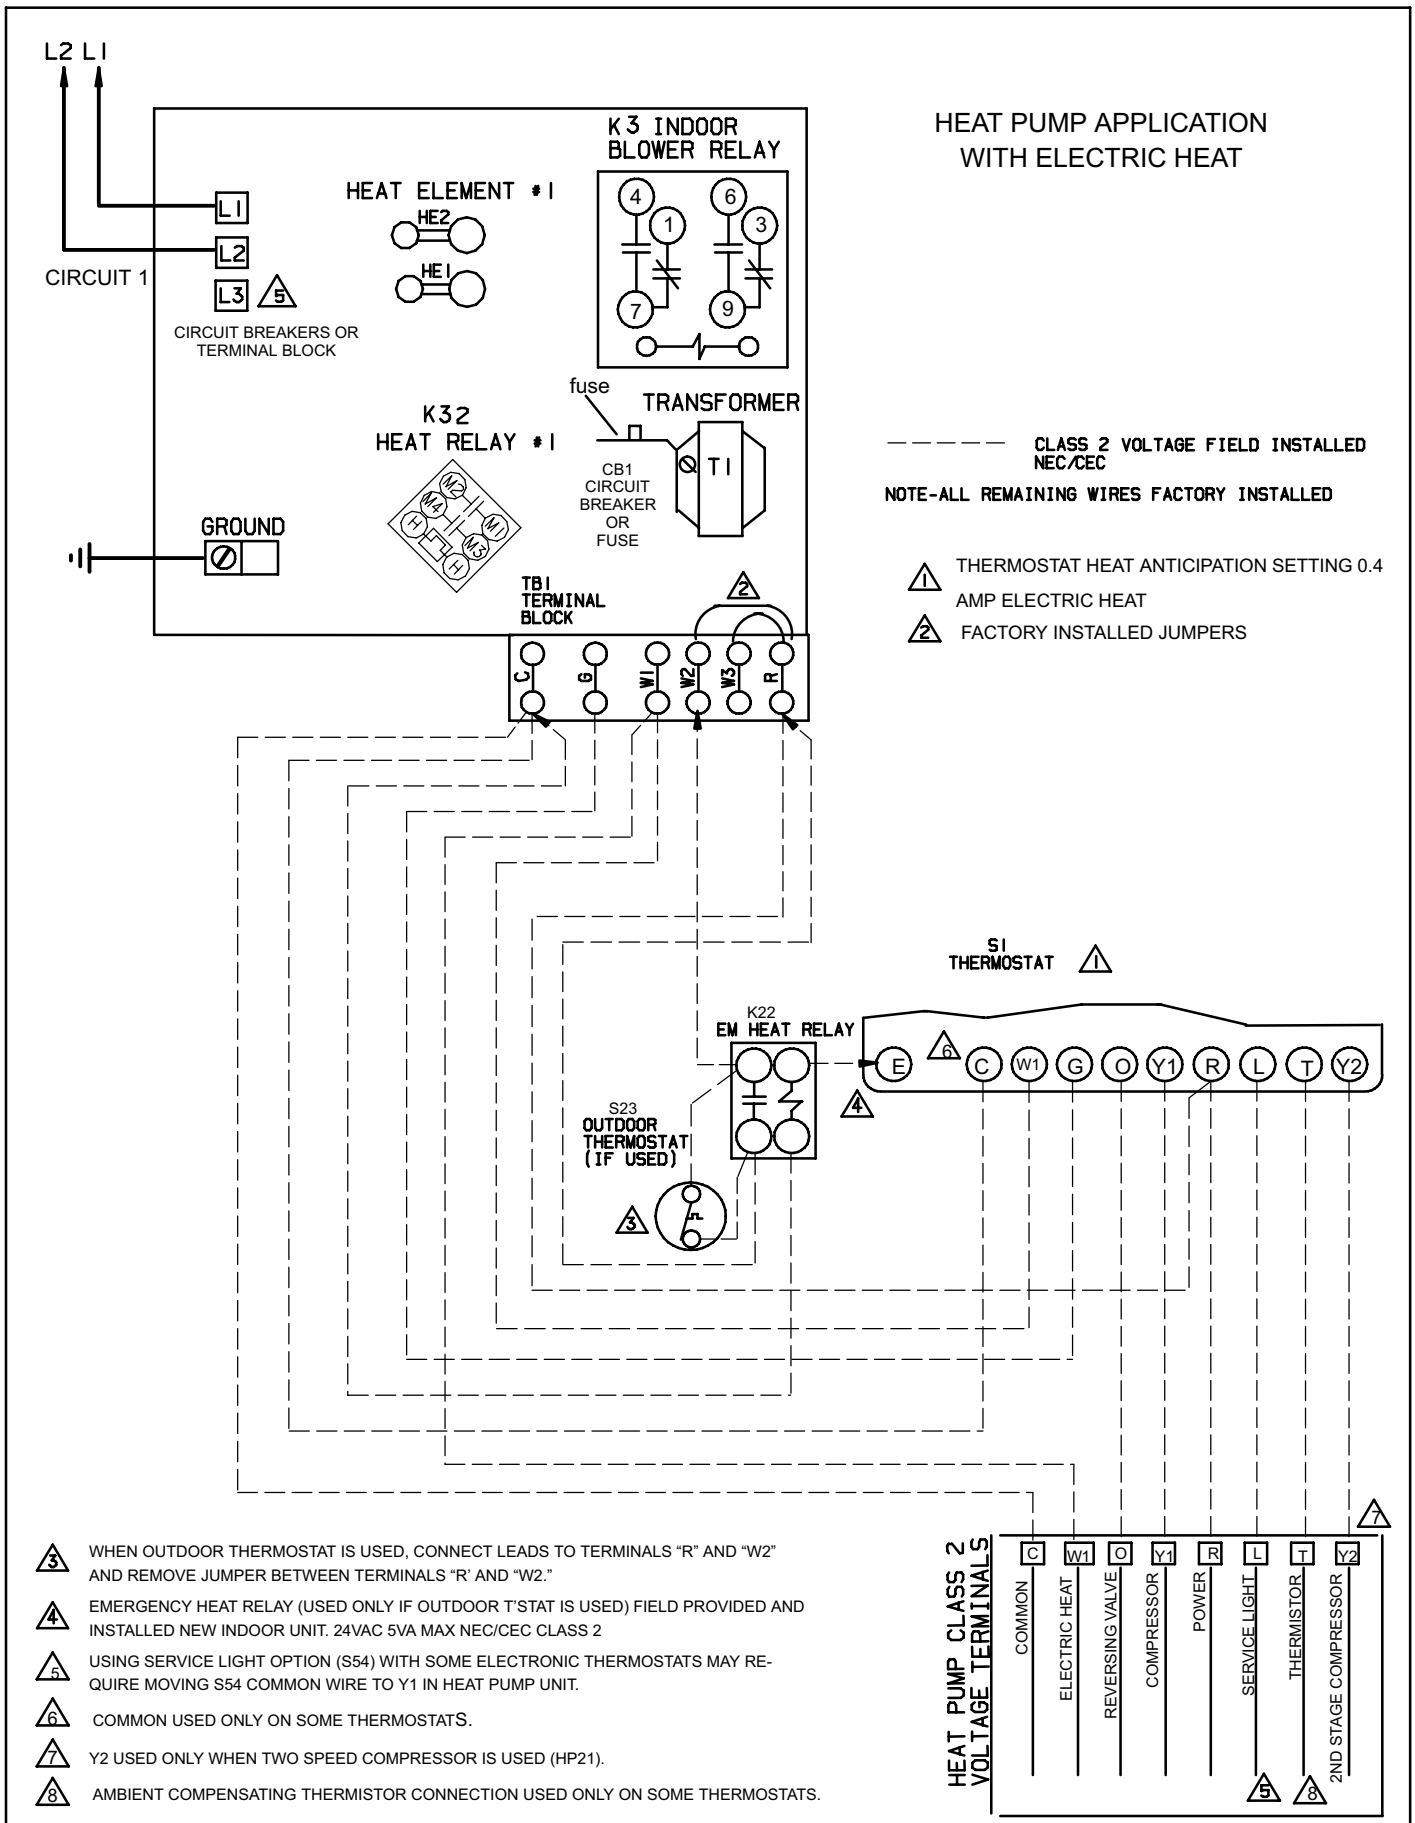 L2 L1
HEAT PUMP APPLICATION
WITH ELECTRIC HEAT
K3 INDOOR
BLOWER RELAY
HEAT ELEMENT #1
HE2
HE1
4
1
6
3
7
9
L1
L2
L3
5
CIRCUIT 1
CIRCUIT BREAKERS OR
TERMINAL BLOCK
fuse
TRANSFORMER
T1
K32
HEAT RELAY #1
M2
M4
H
M1
M3
H
CB1
CIRCUIT
BREAKER
OR
FUSE
GROUND
CLASS 2 VOLTAGE FIELD INSTALLED
NEC/CEC
NOTE-ALL REMAINING WIRES FACTORY INSTALLED
1
THERMOSTAT HEAT ANTICIPATION SETTING 0.4
AMP ELECTRIC HEAT
2
FACTORY INSTALLED JUMPERS
TB1
TERMINAL
BLOCK
2
C G W1 W2 W3 R
S1
THERMOSTAT
1
K22
EM HEAT RELAY
E
6
C W1 G O Y1 R L T Y2
4
S23
OUTDOOR
THERMOSTAT
(IF USED)
3
7
HEAT PUMP CLASS 2
VOLTAGE TERMINALS
C W1 O Y1 R L T Y2
COMMON
ELECTRIC HEAT
REVERSING VALVE
COMPRESSOR
POWER
SERVICE LIGHT
THERMISTOR
2ND STAGE COMPRESSOR
5
8
3
WHEN OUTDOOR THERMOSTAT IS USED, CONNECT LEADS TO TERMINALS “R” AND “W2”
AND REMOVE JUMPER BETWEEN TERMINALS “R’ AND “W2.”
4
EMERGENCY HEAT RELAY (USED ONLY IF OUTDOOR T’STAT IS USED) FIELD PROVIDED AND
INSTALLED NEW INDOOR UNIT. 24VAC 5VA MAX NEC/CEC CLASS 2
5
USING SERVICE LIGHT OPTION (S54) WITH SOME ELECTRONIC THERMOSTATS MAY RE-
QUIRE MOVING S54 COMMON WIRE TO Y1 IN HEAT PUMP UNIT.
6
COMMON USED ONLY ON SOME THERMOSTATS.
7
Y2 USED ONLY WHEN TWO SPEED COMPRESSOR IS USED (HP21).
8
AMBIENT COMPENSATING THERMISTOR CONNECTION USED ONLY ON SOME THERMOSTATS.